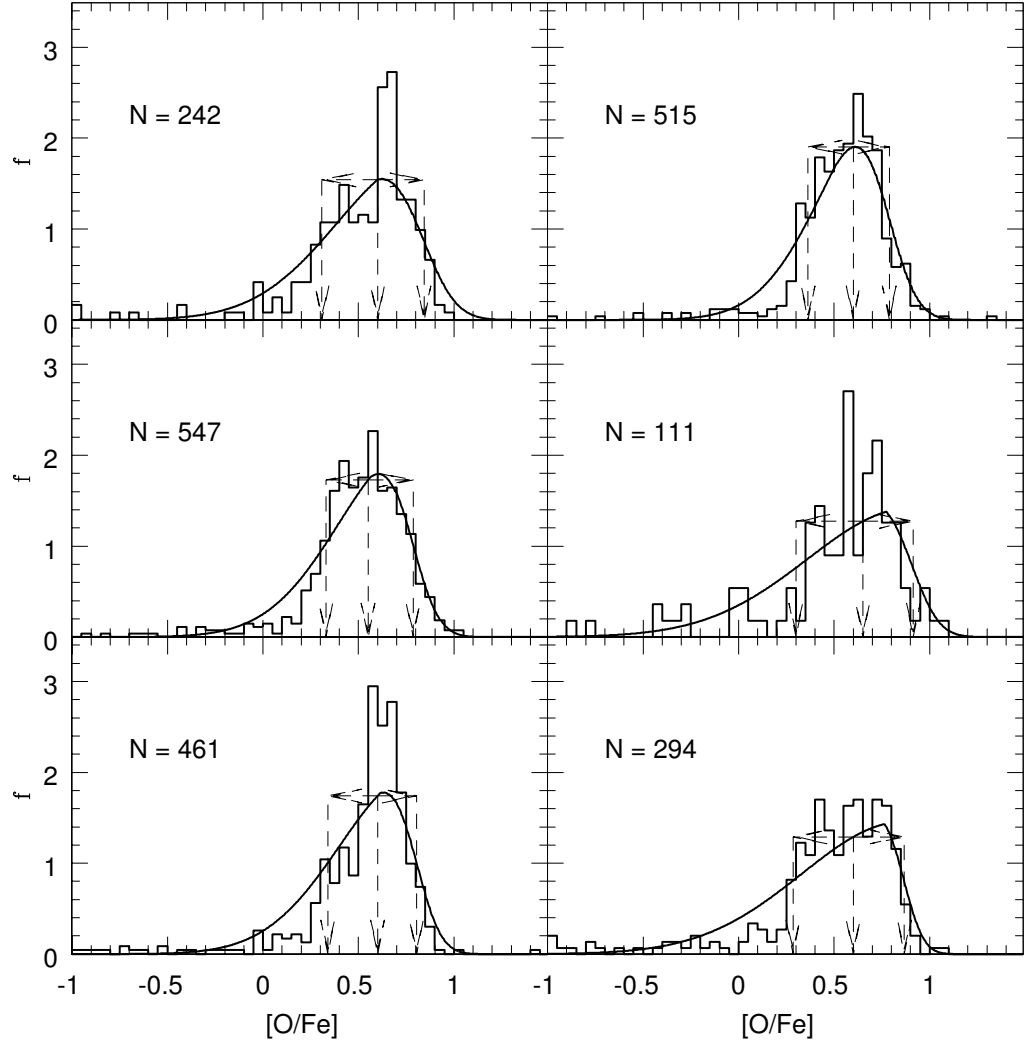 3
2
1
0
f
N = 242
N = 515
3
2
1
0
f
N = 547
N = 111
3
2
1
0
f
N = 461
N = 294
-1 -0.5 0 0.5 1 -1 -0.5 0 0.5 1
[O/Fe] [O/Fe]